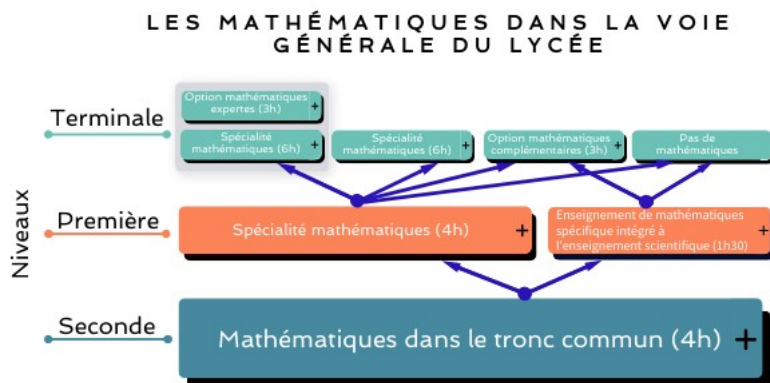 LES MATHÉMATIQUES DANS LA VOIE
GÉNÉRALE DU LYCÉE
Niveaux
Terminale
Option mathématiques
expertes (3h)
+
Spécialité
mathématiques (6h)
+
Spécialité
mathématiques (6h)
+
Option mathématiques
complémentaires (3h)
+
Pas de
mathématiques
Première
Spécialité mathématiques (4h)
+
Enseignement de mathématiques
spécifique intégré à
l'enseignement scientifique (1h30)
+
Seconde
Mathématiques dans le tronc commun (4h)
+